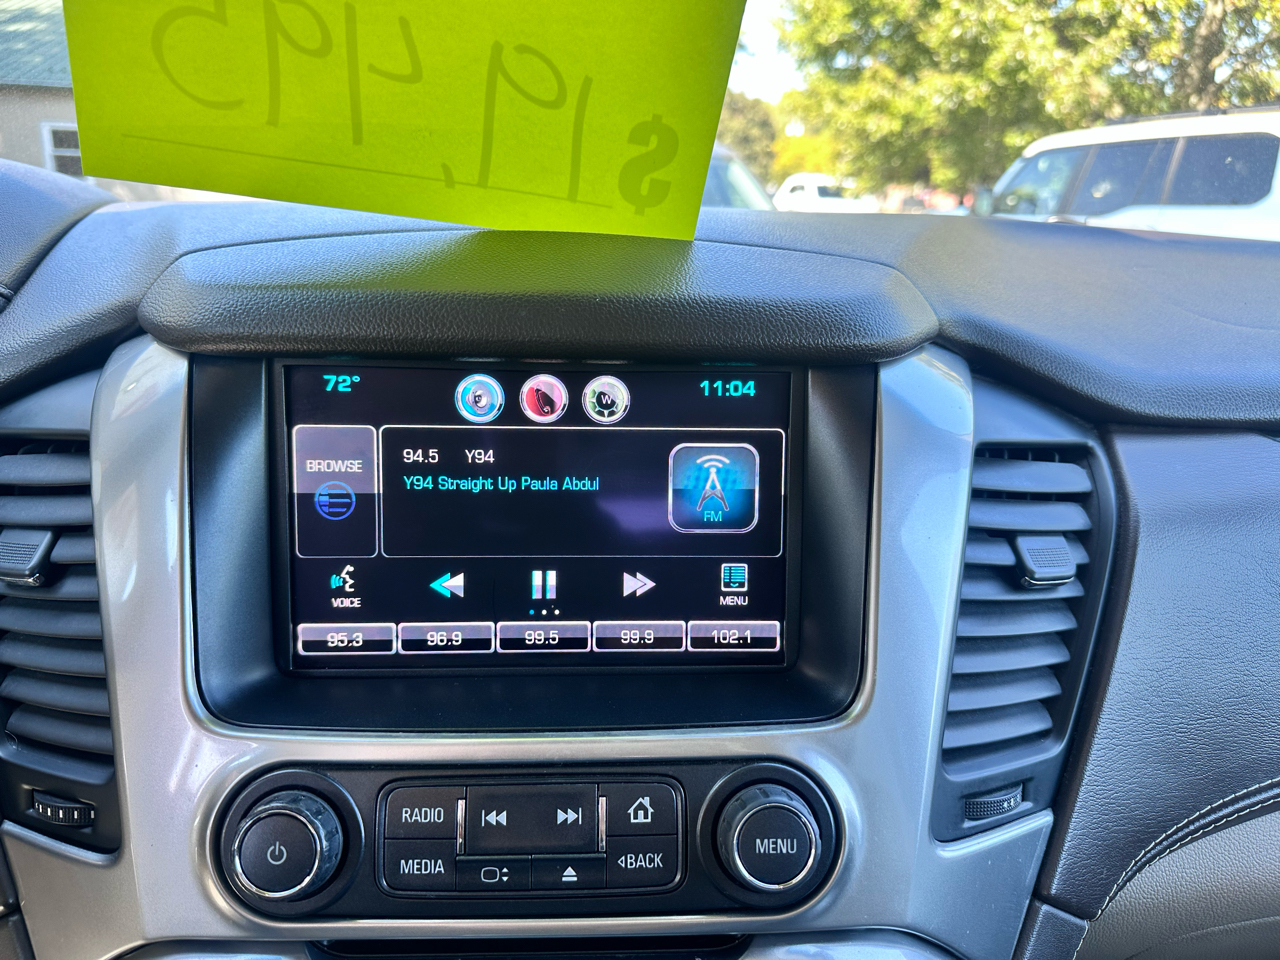 $19,495
72° W 11:04
BROWSE
94.5 Y94
Y94 Straight Up Paula Abdul
FM
VOICE MENU
95.3 96.9 99.5 99.9 102.1
RADIO
MEDIA
BACK
MENU